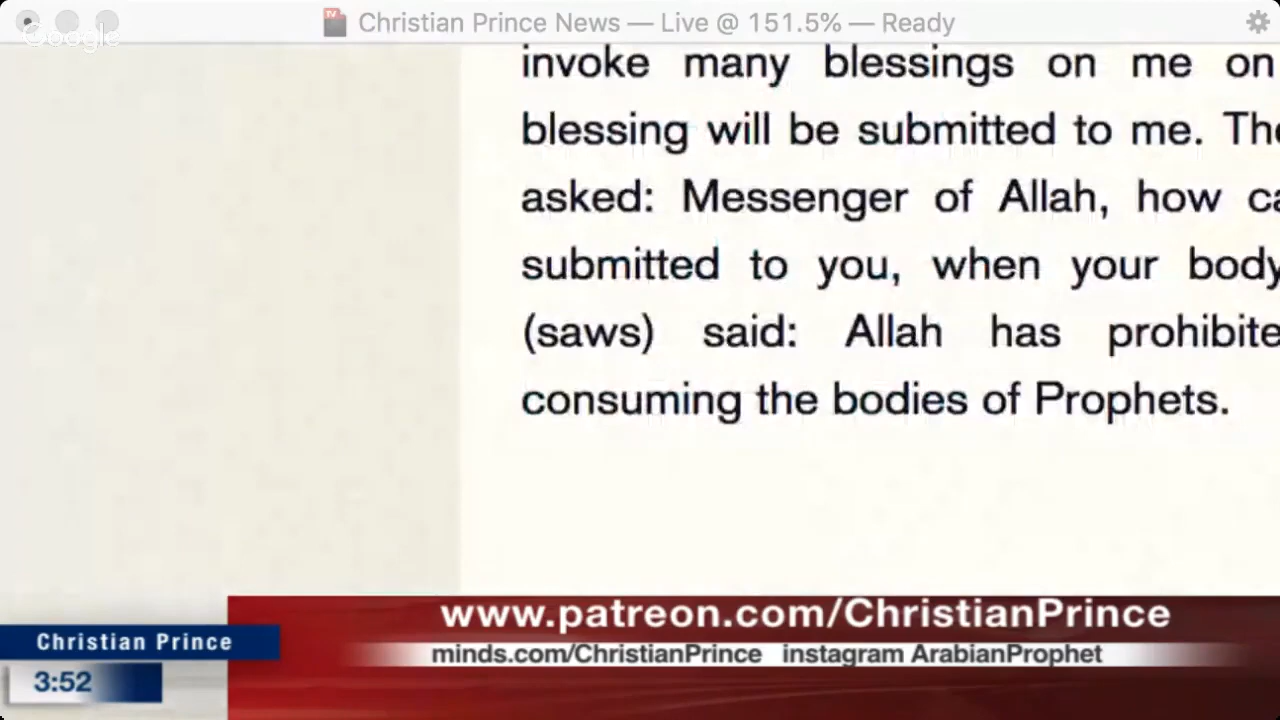 Christian Prince News — Live @ 151.5% — Ready
Google
invoke many blessings on me on
blessing will be submitted to me. The
asked: Messenger of Allah, how ca
submitted to you, when your body
(saws) said: Allah has prohibite
consuming the bodies of Prophets.
www.patreon.com/ChristianPrince
Christian Prince
minds.com/ChristianPrince instagram ArabianProphet
3:52